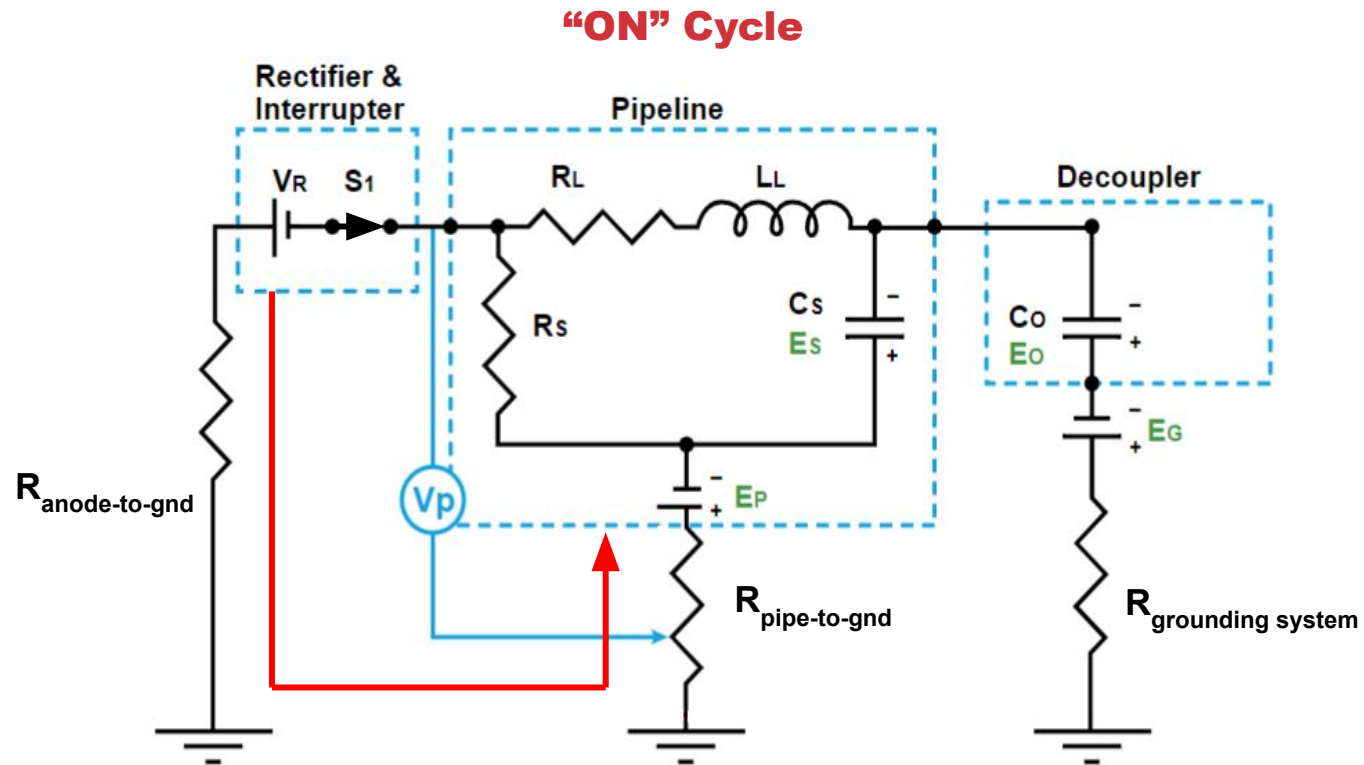 “ON” Cycle
Rectifier &
Interrupter
Pipeline
Decoupler
VR
S1
RL
LL
RS
CS
ES
−
+
CO
EO
−
+
−
+
EG
Ranode-to-gnd
Vp
−
+
EP
Rpipe-to-gnd
Rgrounding system